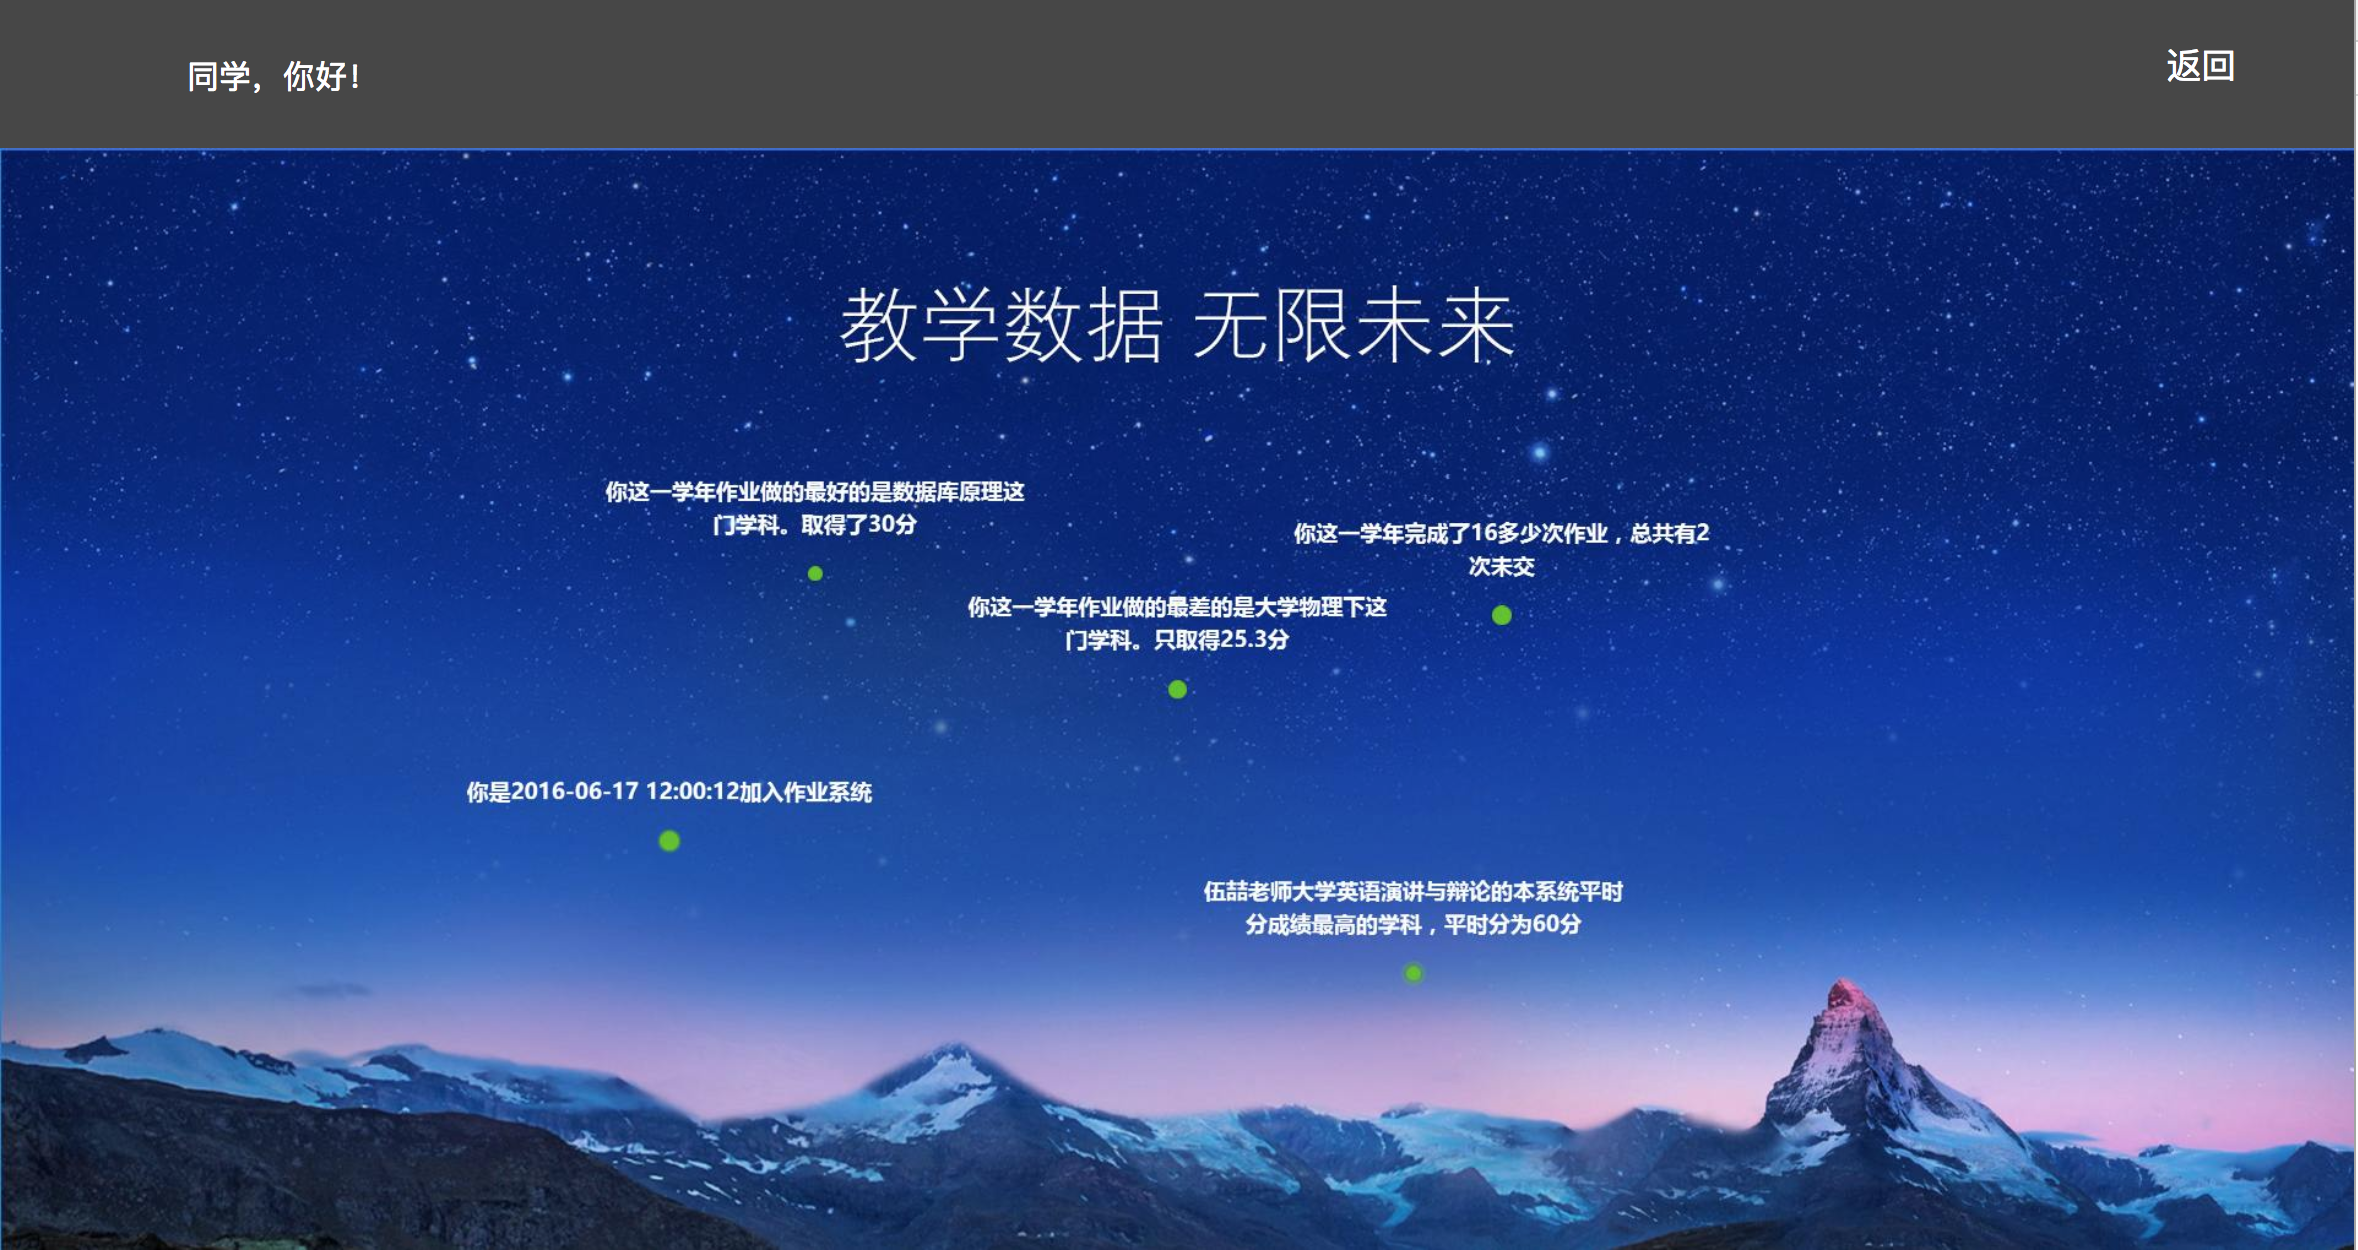 同学，你好！
返回
教学数据 无限未来
你这一学年作业做的最好的是数据库原理这
门学科。取得了30分
你这一学年完成了16多少次作业，总共有2
次未交
你这一学年作业做的最差的是大学物理下这
门学科。只取得25.3分
你是2016-06-17 12:00:12加入作业系统
伍喆老师大学英语演讲与辩论的本系统平时
分成绩最高的学科，平时分为60分